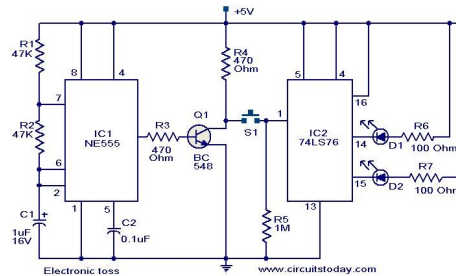 +5V
R1
47K
R4
470
Ohm
8
4
5
4
7
16
R2
47K
IC1
NE555
R3
470
Ohm
Q1
BC
548
S1
1
IC2
74LS76
14
D1
R6
100 Ohm
6
2
15
D2
R7
100 Ohm
C1
+
1uF
16V
1
5
C2
0.1uF
R5
1M
13
Electronic toss
www.circuitstoday.com